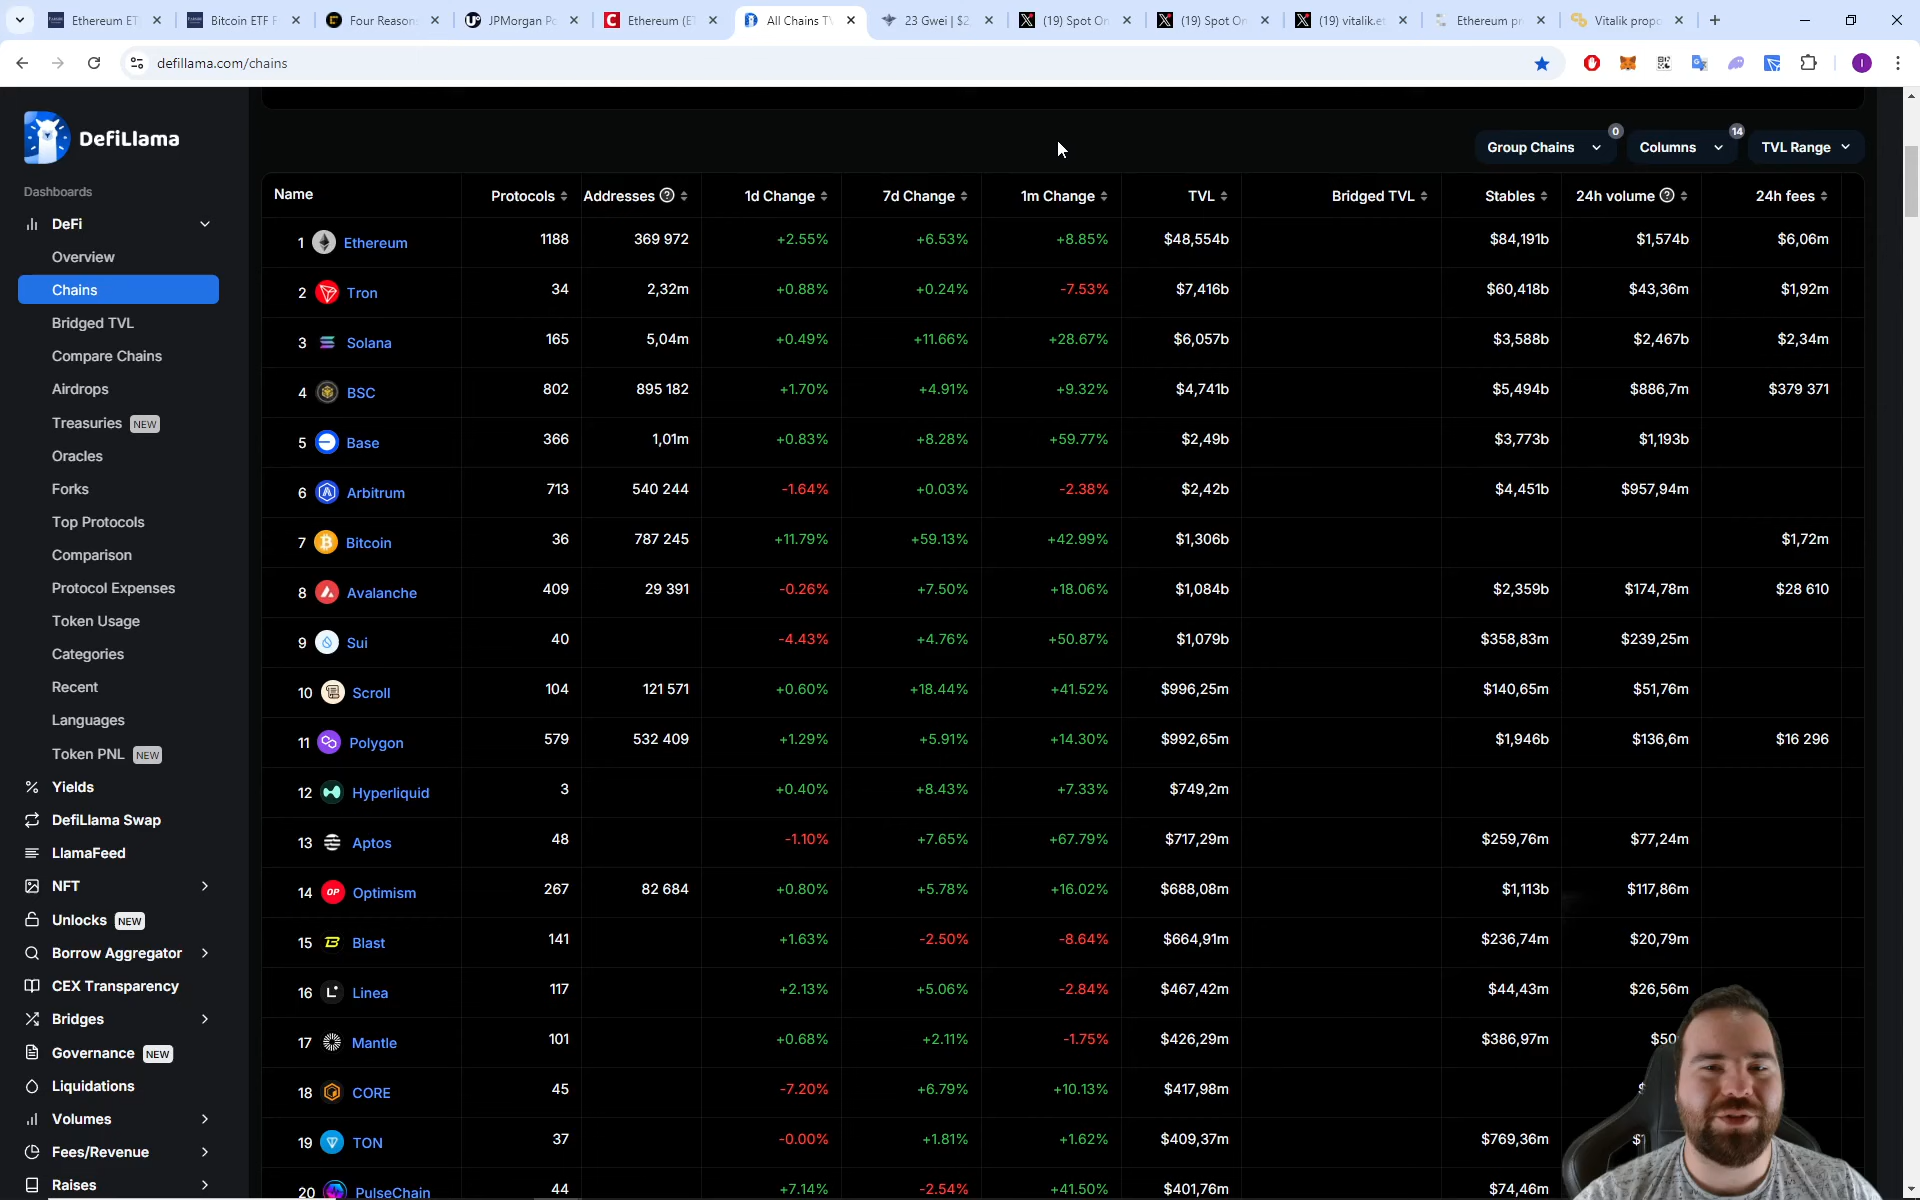 Ethereum ET
Bitcoin ETF F
Four Reason
JPMorgan Po
Ethereum (E
All Chains TV
23 Gwei | $2
(19) Spot On
(19) Spot On
(19) vitalik.et
Ethereum pr
Vitalik propo
defillama.com/chains
DefiLlama
Dashboards
DeFi
Overview
Chains
Bridged TVL
Compare Chains
Airdrops
Treasuries NEW
Oracles
Forks
Top Protocols
Comparison
Protocol Expenses
Token Usage
Categories
Recent
Languages
Token PNL NEW
Yields
DefiLlama Swap
LlamaFeed
NFT
Unlocks NEW
Borrow Aggregator
CEX Transparency
Bridges
Governance NEW
Liquidations
Volumes
Fees/Revenue
Raises
Group Chains 0 Columns 14 TVL Range
Name Protocols Addresses 1d Change 7d Change 1m Change TVL Bridged TVL Stables 24h volume 24h fees
1 Ethereum 1188 369 972 +2.55% +6.53% +8.85% $48,554b $84,191b $1,574b $6,06m
2 Tron 34 2,32m +0.88% +0.24% -7.53% $7,416b $60,418b $43,36m $1,92m
3 Solana 165 5,04m +0.49% +11.66% +28.67% $6,057b $3,588b $2,467b $2,34m
4 BSC 802 895 182 +1.70% +4.91% +9.32% $4,741b $5,494b $886,7m $379 371
5 Base 366 1,01m +0.83% +8.28% +59.77% $2,49b $3,773b $1,193b
6 Arbitrum 713 540 244 -1.64% +0.03% -2.38% $2,42b $4,451b $957,94m
7 Bitcoin 36 787 245 +11.79% +59.13% +42.99% $1,306b $1,72m
8 Avalanche 409 29 391 -0.26% +7.50% +18.06% $1,084b $2,359b $174,78m $28 610
9 Sui 40 -4.43% +4.76% +50.87% $1,079b $358,83m $239,25m
10 Scroll 104 121 571 +0.60% +18.44% +41.52% $996,25m $140,65m $51,76m
11 Polygon 579 532 409 +1.29% +5.91% +14.30% $992,65m $1,946b $136,6m $16 296
12 Hyperliquid 3 +0.40% +8.43% +7.33% $749,2m
13 Aptos 48 -1.10% +7.65% +67.79% $717,29m $259,76m $77,24m
14 Optimism 267 82 684 +0.80% +5.78% +16.02% $688,08m $1,113b $117,86m
15 Blast 141 +1.63% -2.50% -8.64% $664,91m $236,74m $20,79m
16 Linea 117 +2.13% +5.06% -2.84% $467,42m $44,43m $26,56m
17 Mantle 101 +0.68% +2.11% -1.75% $426,29m $386,97m $50
18 CORE 45 -7.20% +6.79% +10.13% $417,98m $
19 TON 37 -0.00% +1.81% +1.62% $409,37m $769,36m
20 PulseChain 44 +7.14% -2.54% +41.50% $401,76m $74,46m